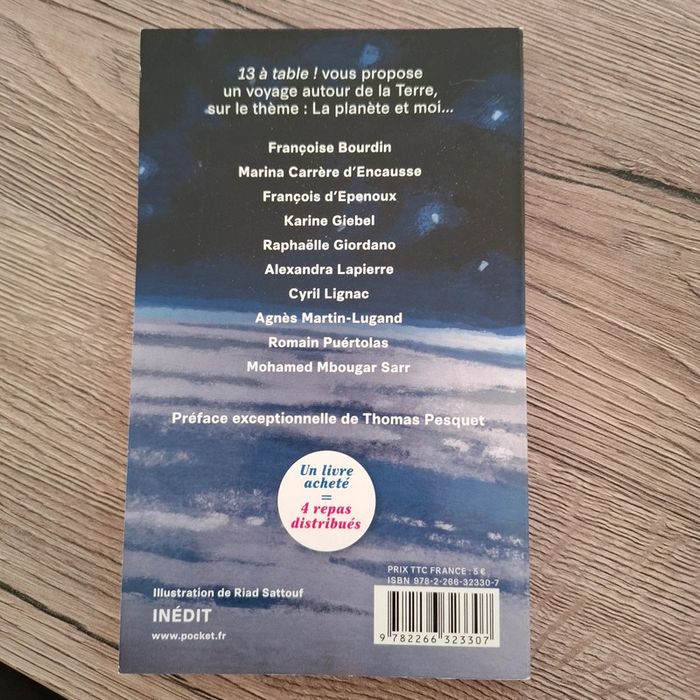 13 à table ! vous propose
un voyage autour de la Terre,
sur le thème : La planète et moi...
Françoise Bourdin
Marina Carrère d'Encausse
François d'Epenoux
Karine Giebel
Raphaëlle Giordano
Alexandra Lapierre
Cyril Lignac
Agnès Martin-Lugand
Romain Puértolas
Mohamed Mbougar Sarr
Préface exceptionnelle de Thomas Pesquet
Un livre
acheté
=
4 repas
distribués
PRIX TTC FRANCE : 5 €
ISBN 978-2-266-32330-7
Illustration de Riad Sattouf
INÉDIT
www.pocket.fr
9 782266 323307